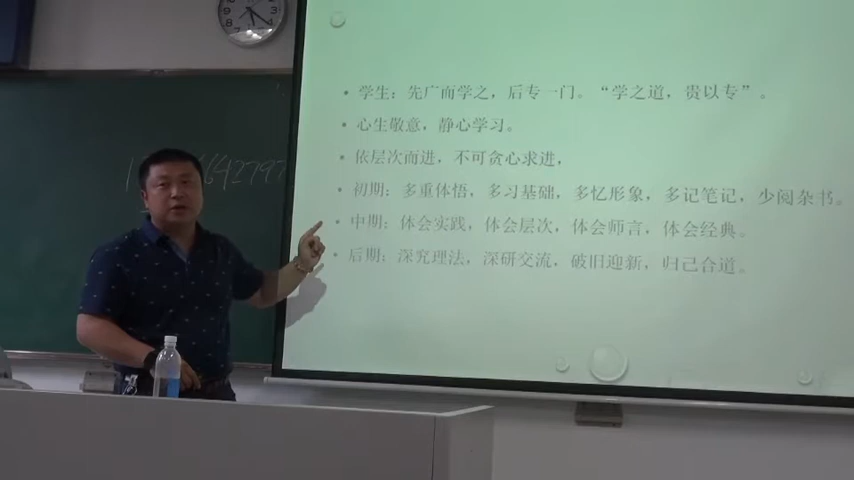 学生：先广而学之，后专一门。“学之道，贵以专”。
心生敬意，静心学习。
依层次而进，不可贪心求进，
初期：多重体悟，多习基础，多忆形象，多记笔记，少阅杂书。
中期：体会实践，体会层次，体会师言，体会经典。
后期：深究理法，深研交流，破旧迎新，归己合道。
6642797